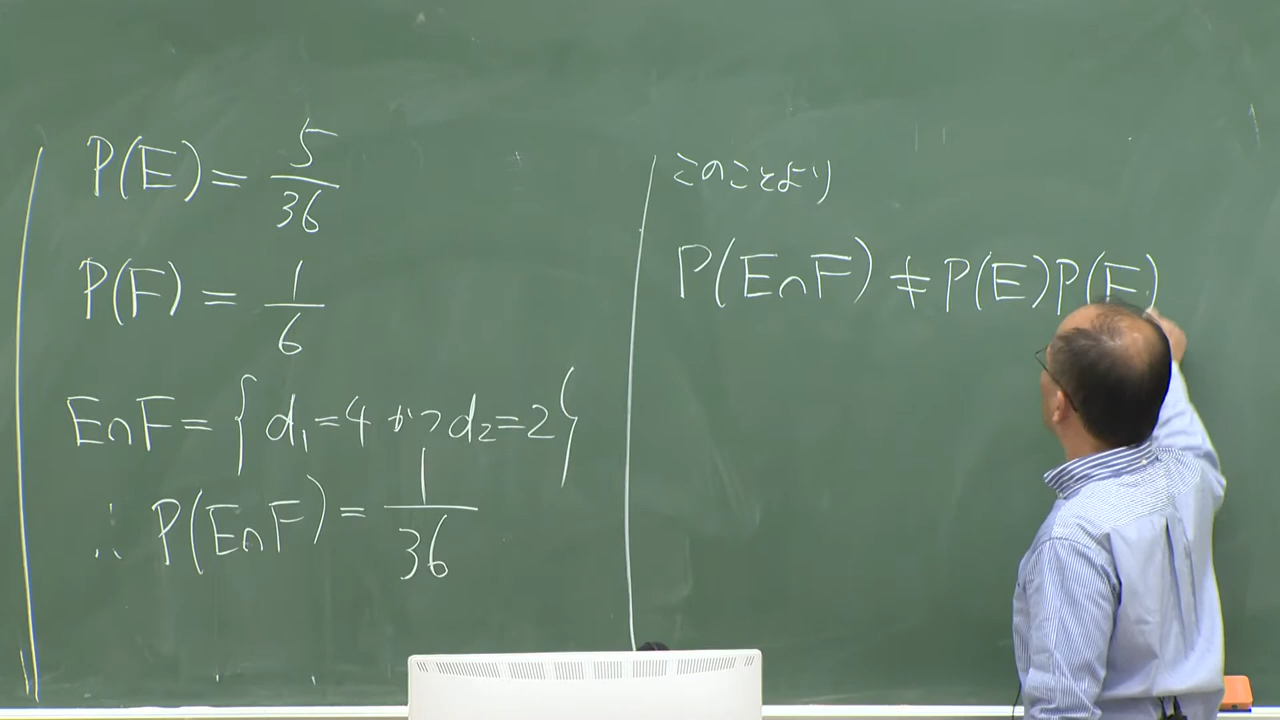 P(E) = 5/36
P(F) = 1/6
E∩F = { d₁=4 かつ d₂=2 }
∴ P(E∩F) = 1/36
このことより
P(E∩F) ≠ P(E)P(F)